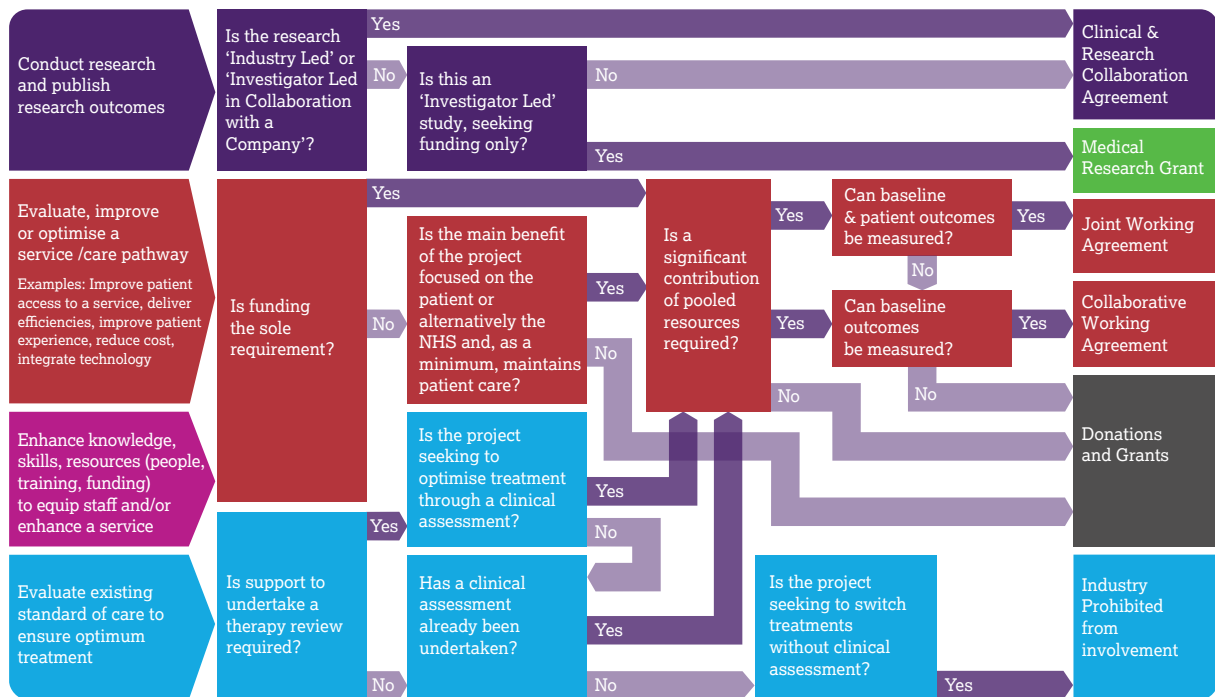 Conduct research
and publish
research outcomes
Is the research
‘Industry Led’ or
‘Investigator Led
in Collaboration
with a
Company’?
Yes
No
Is this an
‘Investigator Led’
study, seeking
funding only?
No
Yes
Clinical &
Research
Collaboration
Agreement
Medical
Research Grant
Evaluate, improve
or optimise a
service /care pathway
Examples: Improve patient
access to a service, deliver
efficiencies, improve patient
experience, reduce cost,
integrate technology
Enhance knowledge,
skills, resources (people,
training, funding)
to equip staff and/or
enhance a service
Is funding
the sole
requirement?
Yes
No
Is the main benefit
of the project
focused on the
patient or
alternatively the
NHS and, as a
minimum, maintains
patient care?
Yes
No
Is a
significant
contribution
of pooled
resources
required?
Yes
Yes
No
Can baseline
& patient outcomes
be measured?
Yes
No
Can baseline
outcomes
be measured?
Yes
No
Joint Working
Agreement
Collaborative
Working
Agreement
Donations
and Grants
Evaluate existing
standard of care to
ensure optimum
treatment
Is support to
undertake a
therapy review
required?
Yes
No
Is the project
seeking to
optimise treatment
through a clinical
assessment?
Yes
No
Has a clinical
assessment
already been
undertaken?
Yes
No
Is the project
seeking to switch
treatments
without clinical
assessment?
Yes
Industry
Prohibited
from
involvement